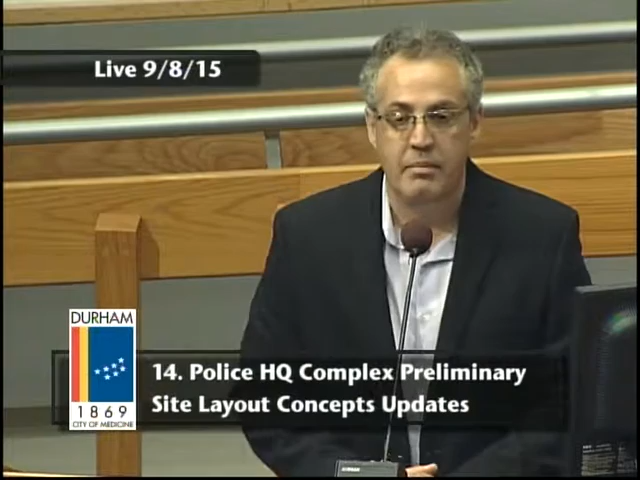 Live 9/8/15
DURHAM
1869
CITY OF MEDICINE
14. Police HQ Complex Preliminary
Site Layout Concepts Updates